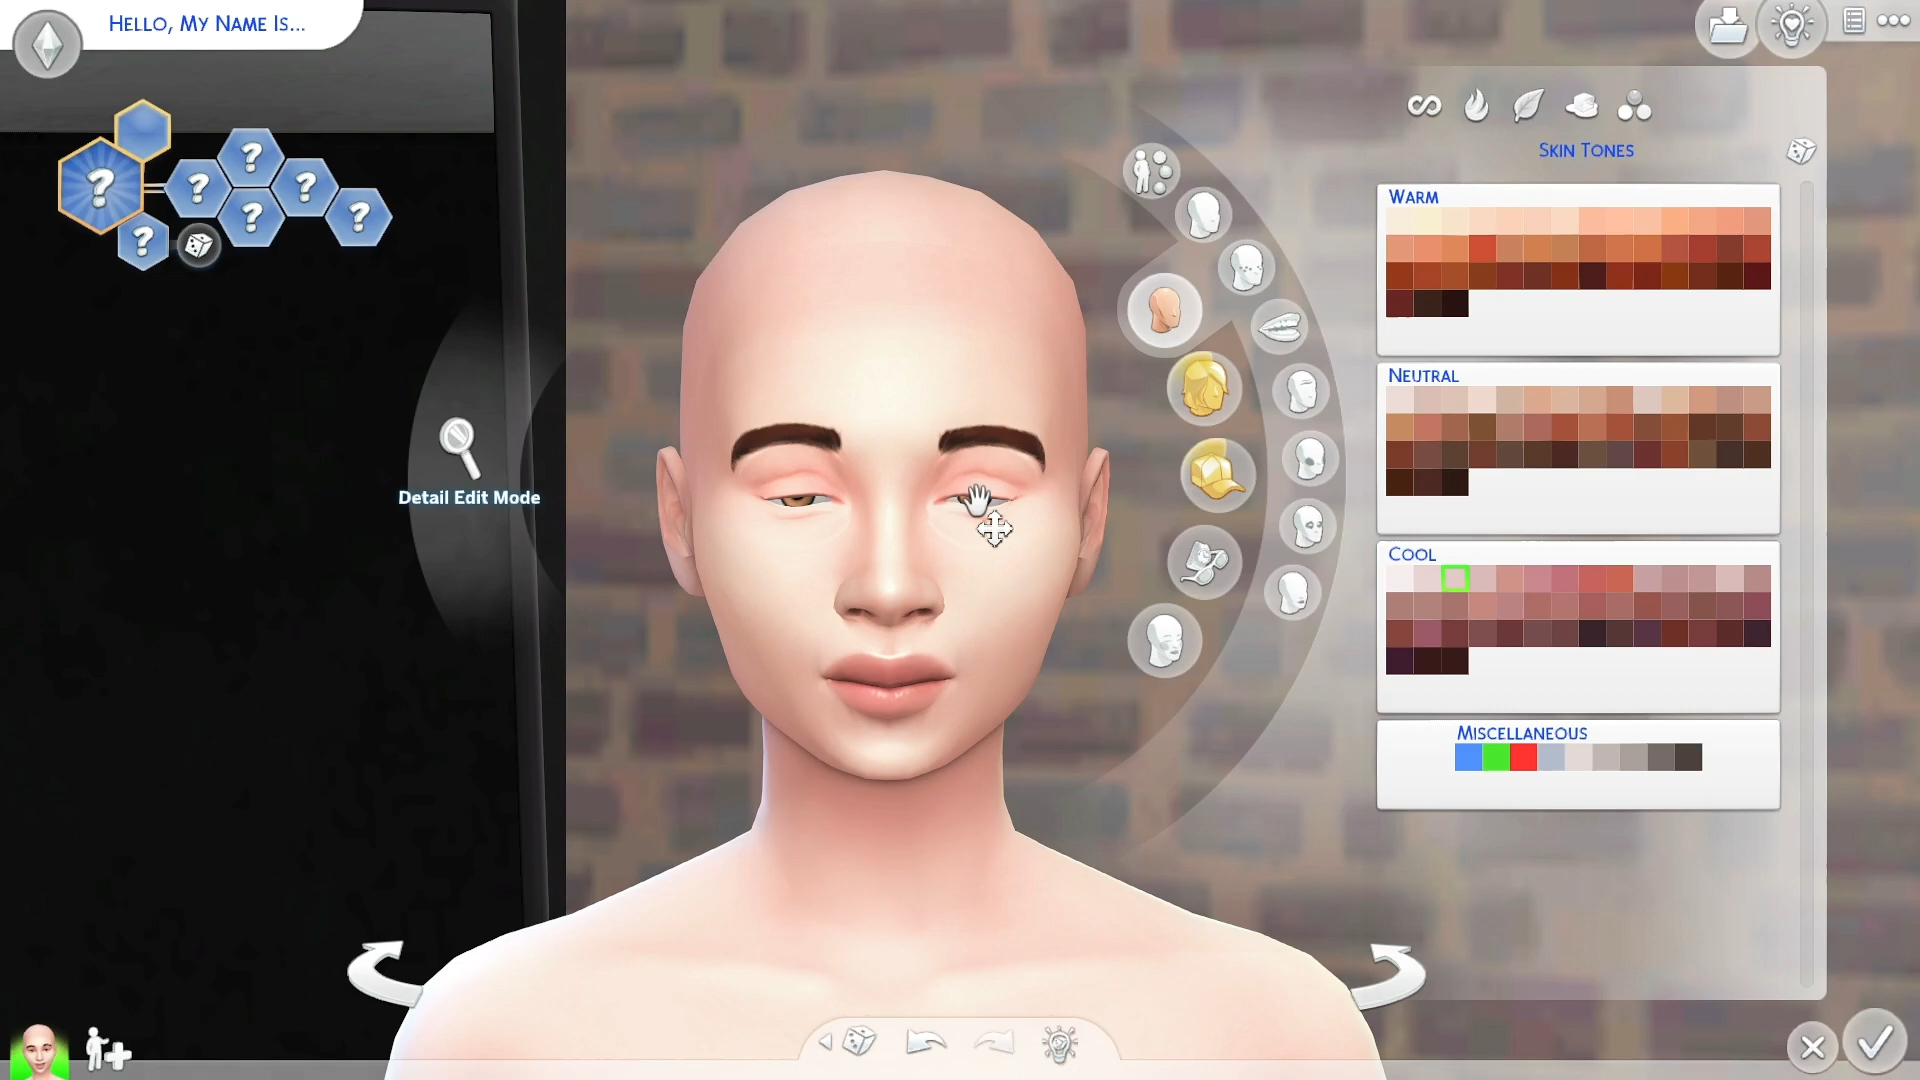 Hello, My Name Is...
Skin Tones
Warm
Neutral
Detail Edit Mode
Cool
Miscellaneous